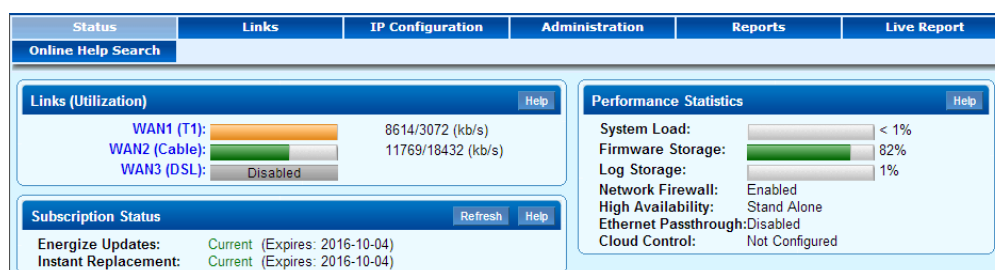 Status Links IP Configuration Administration Reports Live Report
Online Help Search
Links (Utilization) Help
WAN1 (T1): 8614/3072 (kb/s)
WAN2 (Cable): 11769/18432 (kb/s)
WAN3 (DSL): Disabled
Subscription Status Refresh Help
Energize Updates: Current (Expires: 2016-10-04)
Instant Replacement: Current (Expires: 2016-10-04)
Performance Statistics Help
System Load: < 1%
Firmware Storage: 82%
Log Storage: 1%
Network Firewall: Enabled
High Availability: Stand Alone
Ethernet Passthrough:Disabled
Cloud Control: Not Configured